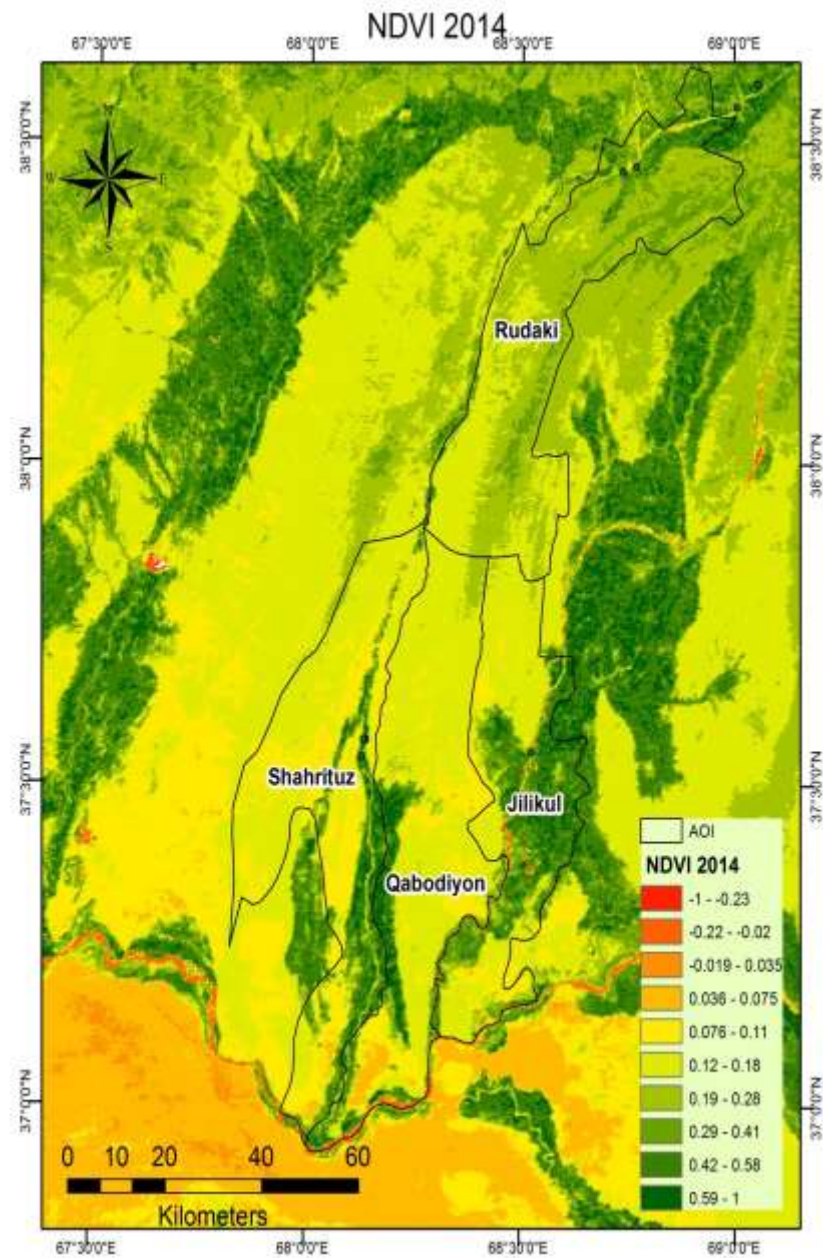 NDVI 2014
67°30'0"E 68°0'0"E 68°30'0"E 69°0'0"E
N
W E
S
38°30'0"N 38°30'0"N
Rudaki
38°0'0"N 38°0'0"N
37°30'0"N 37°30'0"N
Shahrituz
Jilikul
Qabodiyon
AOI
NDVI 2014
-1 - -0.23
-0.22 - -0.02
-0.019 - 0.035
0.036 - 0.075
0.076 - 0.11
0.12 - 0.18
0.19 - 0.28
0.29 - 0.41
0.42 - 0.58
0.59 - 1
37°0'0"N 37°0'0"N
0 10 20 40 60
Kilometers
67°30'0"E 68°0'0"E 68°30'0"E 69°0'0"E